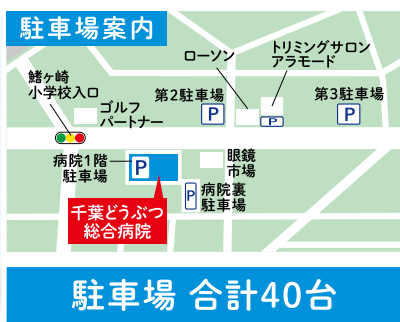 駐車場案内
トリミングサロン
アラモード
ローソン
鰭ヶ崎
小学校入口
ゴルフ
パートナー
第2駐車場
P
P
第3駐車場
P
病院1階
駐車場
P
眼鏡
市場
P
病院裏
駐車場
千葉どうぶつ
総合病院
駐車場 合計40台